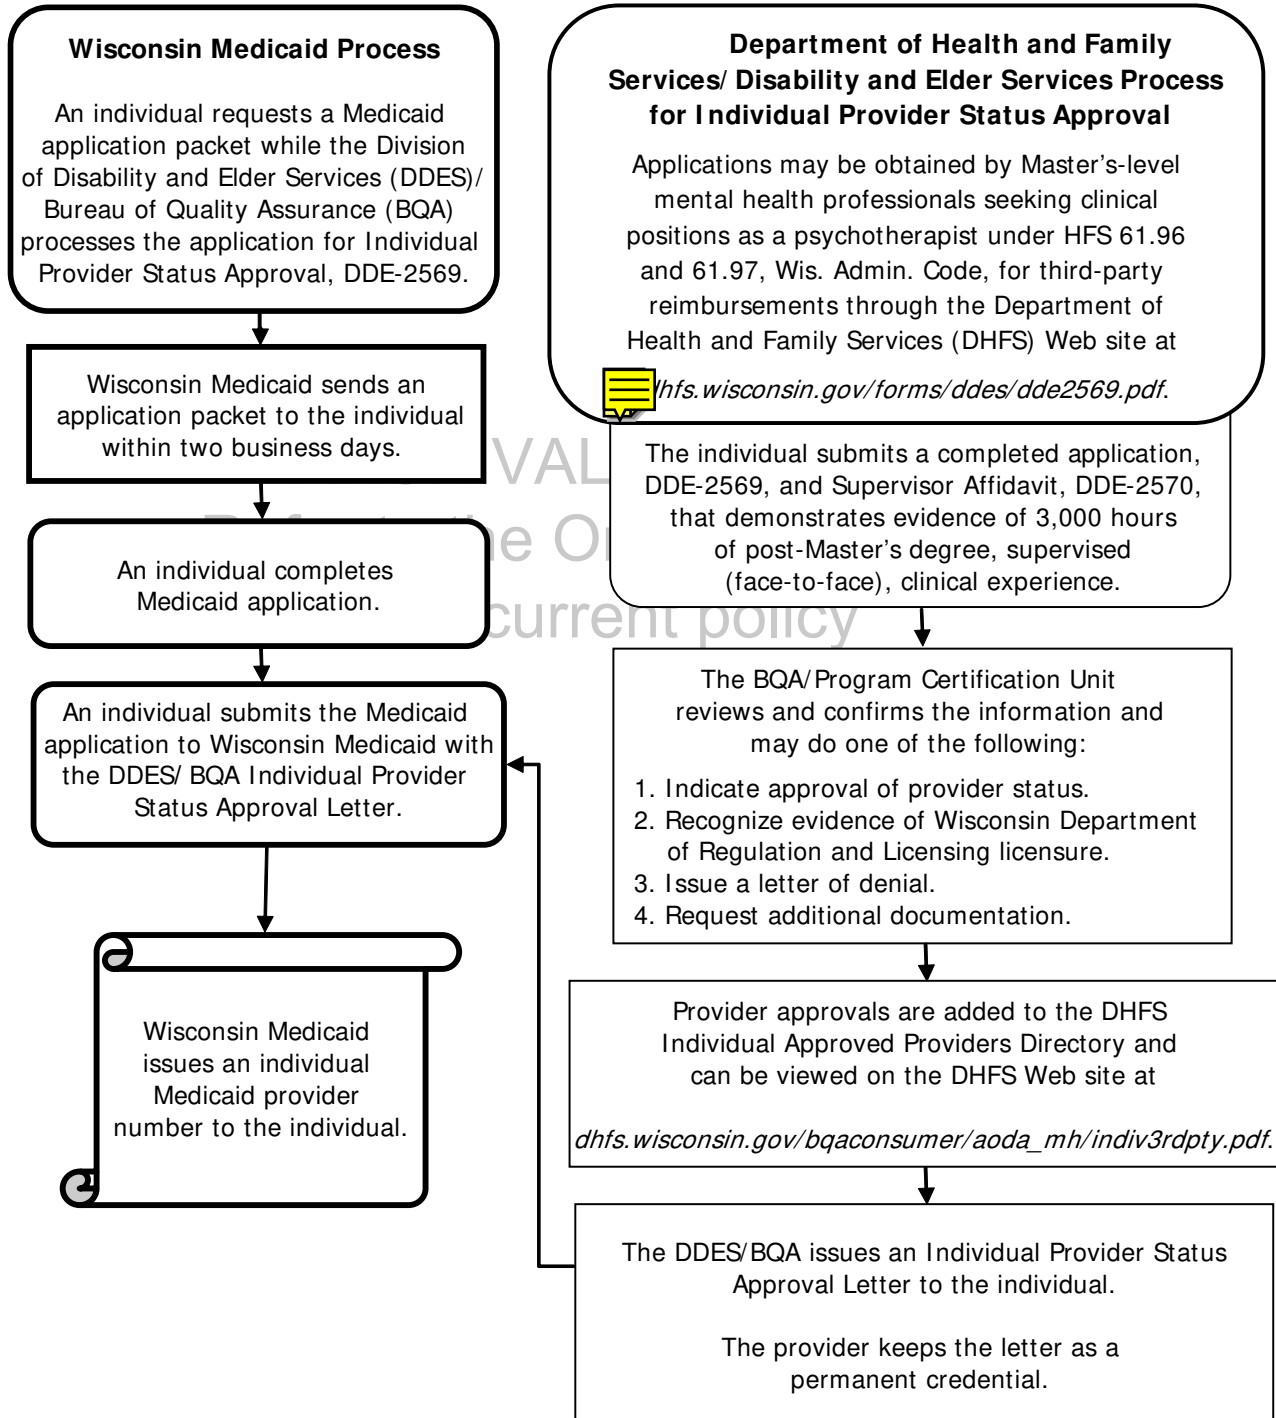 Wisconsin Medicaid Process
An individual requests a Medicaid
application packet while the Division
of Disability and Elder Services (DDES)/
Bureau of Quality Assurance (BQA)
processes the application for Individual
Provider Status Approval, DDE-2569.
Wisconsin Medicaid sends an
application packet to the individual
within two business days.
An individual completes
Medicaid application.
An individual submits the Medicaid
application to Wisconsin Medicaid with
the DDES/ BQA Individual Provider
Status Approval Letter.
Wisconsin Medicaid
issues an individual
Medicaid provider
number to the individual.
Department of Health and Family
Services/ Disability and Elder Services Process
for Individual Provider Status Approval
Applications may be obtained by Master's-level
mental health professionals seeking clinical
positions as a psychotherapist under HFS 61.96
and 61.97, Wis. Admin. Code, for third-party
reimbursements through the Department of
Health and Family Services (DHFS) Web site at
dhfs.wisconsin.gov/forms/ddes/dde2569.pdf.
The individual submits a completed application,
DDE-2569, and Supervisor Affidavit, DDE-2570,
that demonstrates evidence of 3,000 hours
of post-Master's degree, supervised
(face-to-face), clinical experience.
The BQA/Program Certification Unit
reviews and confirms the information and
may do one of the following:
1. Indicate approval of provider status.
2. Recognize evidence of Wisconsin Department
of Regulation and Licensing licensure.
3. Issue a letter of denial.
4. Request additional documentation.
Provider approvals are added to the DHFS
Individual Approved Providers Directory and
can be viewed on the DHFS Web site at
dhfs.wisconsin.gov/bqaconsumer/aoda_mh/indiv3rdpty.pdf.
The DDES/BQA issues an Individual Provider Status
Approval Letter to the individual.
The provider keeps the letter as a
permanent credential.
current policy